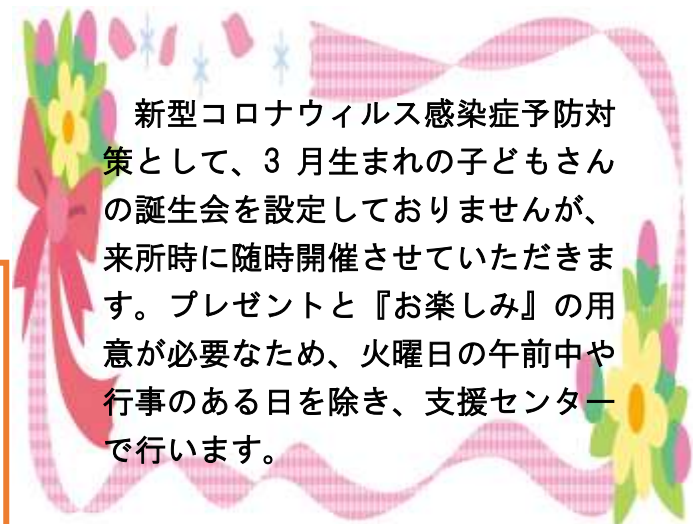 新型コロナウィルス感染症予防対
策として、3 月生まれの子どもさん
の誕生会を設定しておりませんが、
来所時に随時開催させていただきま
す。プレゼントと『お楽しみ』の用
意が必要なため、火曜日の午前中や
行事のある日を除き、支援センター
で行います。